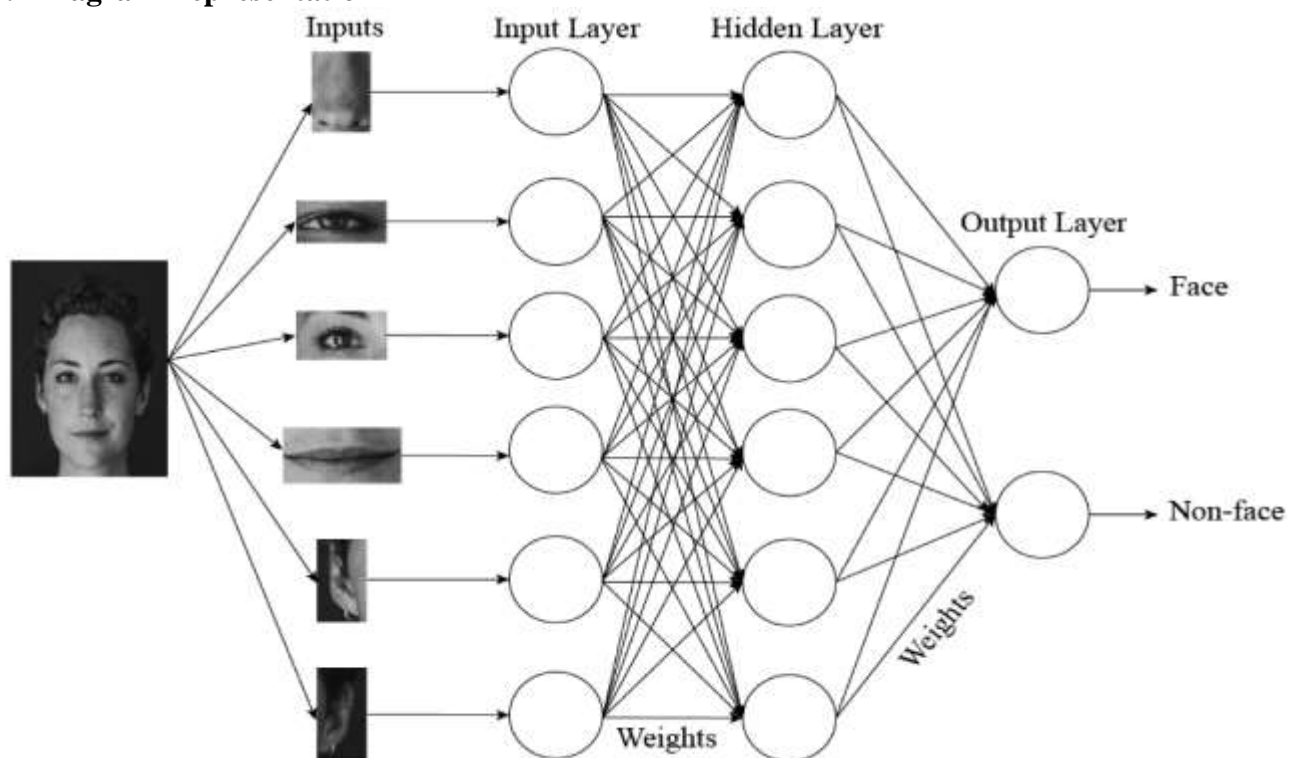 Inputs
Input Layer
Hidden Layer
Output Layer
Face
Non-face
Weights
Weights